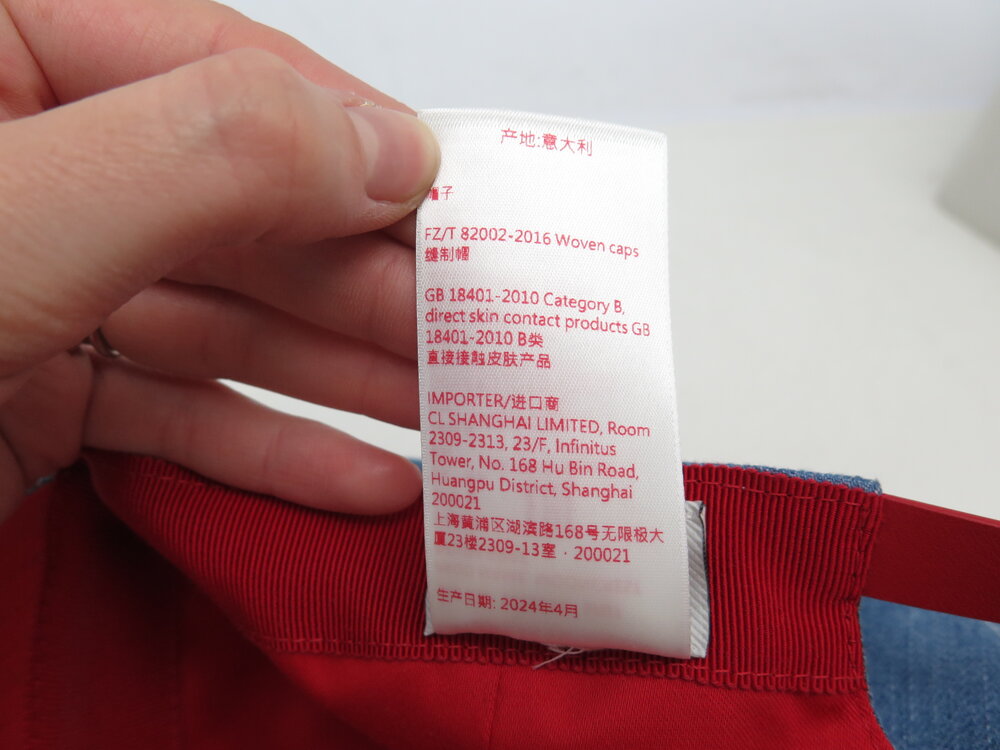 产地:意大利
帽子
FZ/T 82002-2016 Woven caps
缝制帽
GB 18401-2010 Category B,
direct skin contact products GB
18401-2010 B类
直接接触皮肤产品
IMPORTER/进口商
CL SHANGHAI LIMITED, Room
2309-2313, 23/F, Infinitus
Tower, No. 168 Hu Bin Road,
Huangpu District, Shanghai
200021
上海黄浦区湖滨路168号无限极大
厦23楼2309-13室 · 200021
生产日期: 2024年4月